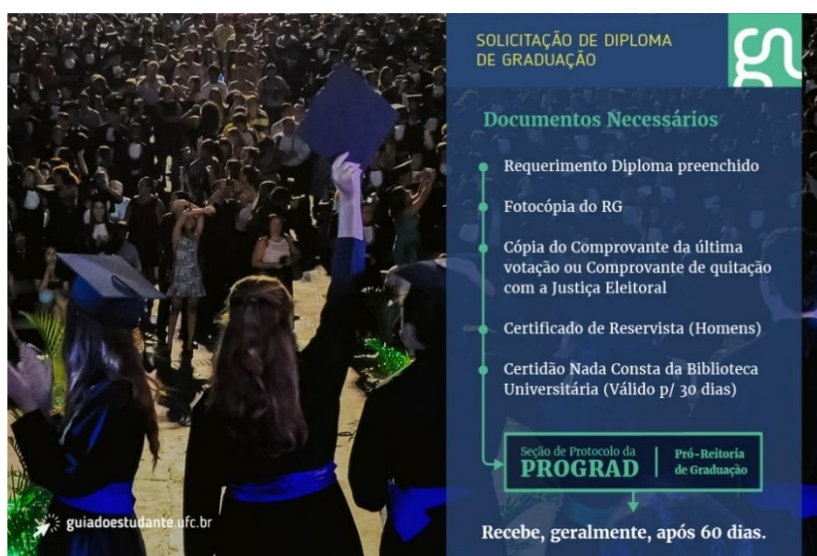 SOLICITAÇÃO DE DIPLOMA
DE GRADUAÇÃO
Documentos Necessários
Requerimento Diploma preenchido
Fotocópia do RG
Cópia do Comprovante da última
votação ou Comprovante de quitação
com a Justiça Eleitoral
Certificado de Reservista (Homens)
Certidão Nada Consta da Biblioteca
Universitária (Válido p/ 30 dias)
Seção de Protocolo da
PROGRAD
Pró-Reitoria
de Graduação
Recebe, geralmente, após 60 dias.
guiadoestudante.ufc.br